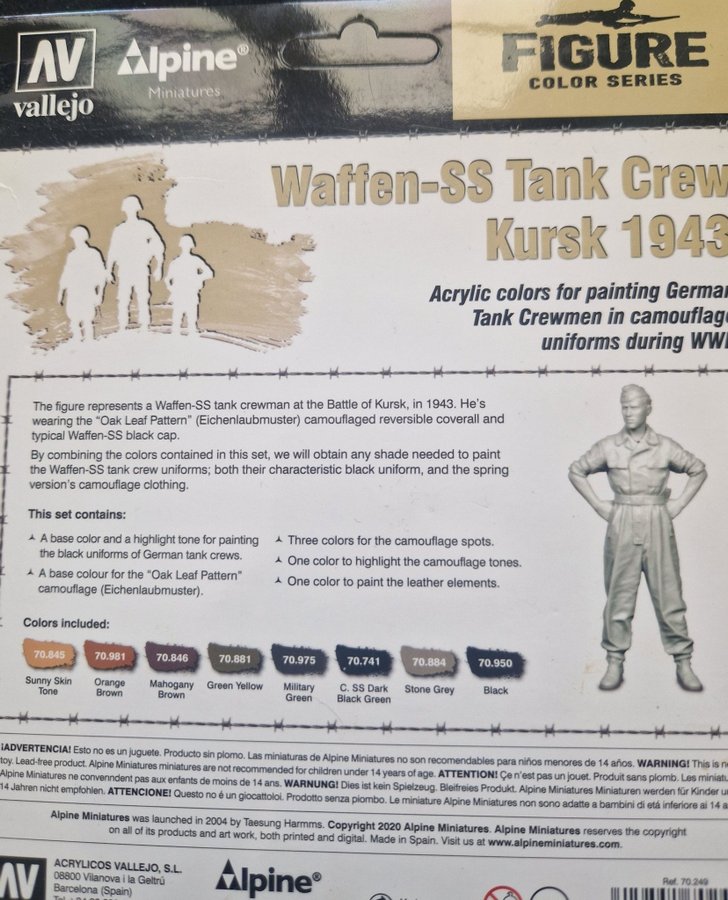 AV
vallejo
Alpine®
Miniatures
FIGURE
COLOR SERIES
Waffen-SS Tank Crew
Kursk 1943
Acrylic colors for painting German
Tank Crewmen in camouflage
uniforms during WWI
The figure represents a Waffen-SS tank crewman at the Battle of Kursk, in 1943. He's
wearing the "Oak Leaf Pattern" (Eichenlaubmuster) camouflaged reversible coverall and
typical Waffen-SS black cap.
By combining the colors contained in this set, we will obtain any shade needed to paint
the Waffen-SS tank crew uniforms; both their characteristic black uniform, and the spring
version's camouflage clothing.
This set contains:
A base color and a highlight tone for painting
the black uniforms of German tank crews.
A base colour for the "Oak Leaf Pattern"
camouflage (Eichenlaubmuster).
Three colors for the camouflage spots.
One color to highlight the camouflage tones.
One color to paint the leather elements.
Colors included:
70.845 70.981 70.846 70.881 70.975 70.741 70.884 70.950
Sunny Skin Tone
Orange Brown
Mahogany Brown
Green Yellow
Military Green
C. SS Dark Black Green
Stone Grey
Black
¡ADVERTENCIA! Esto no es un juguete. Producto sin plomo. Las miniaturas de Alpine Miniatures no son recomendables para niños menores de 14 años. WARNING! This is
toy. Lead-free product. Alpine Miniatures miniatures are not recommended for children under 14 years of age. ATTENTION! Çe n'est pas un jouet. Produit sans plomb. Les
Alpine Miniatures ne convenndent pas aux enfants de moins de 14 ans. WARNUNG! Dies ist kein Spielzeug. Bleifreies Produkt. Alpine Miniatures Miniaturen werden für Kinder
14 Jahren nicht empfohlen. ATTENCIONE! Questo no é un giocattoloi. Prodotto senza piombo. Le miniature Alpine Miniatures non sono adatte a bambini di etá inferiore ai 14
Alpine Miniatures was launched in 2004 by Taesung Harmms. Copyright 2020 Alpine Miniatures. Alpine Miniatures reserves the copyright
on all of its products and art work, both printed and digital. Made in Spain. Visit us at www.alpineminiatures.com.
AV
ACRYLICOS VALLEJO, S.L.
08800 Vilanova i la Geltrú
Barcelona (Spain)
Alpine®
Ref. 70.249